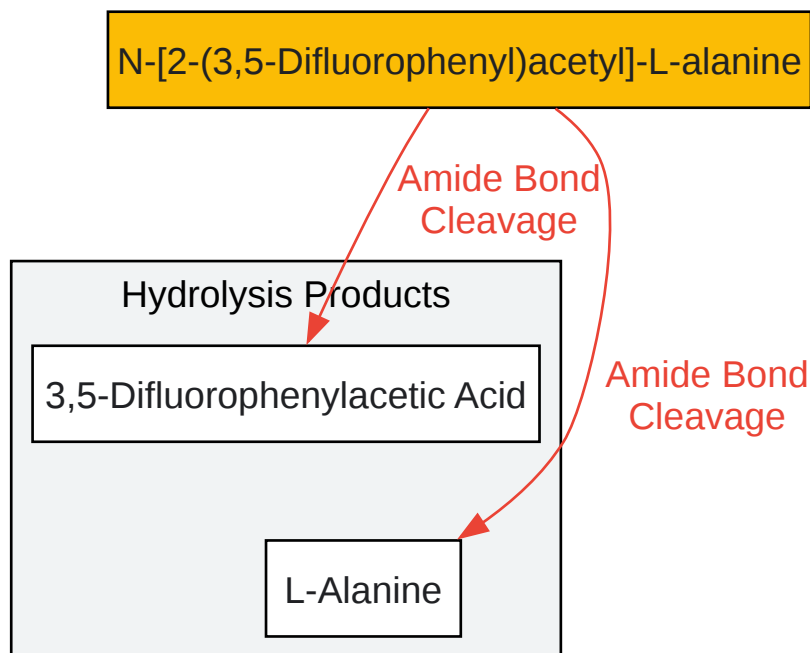 N-[2-(3,5-Difluorophenyl)acetyl]-L-alanine
Amide Bond
Cleavage
Hydrolysis Products
3,5-Difluorophenylacetic Acid
Amide Bond
Cleavage
L-Alanine